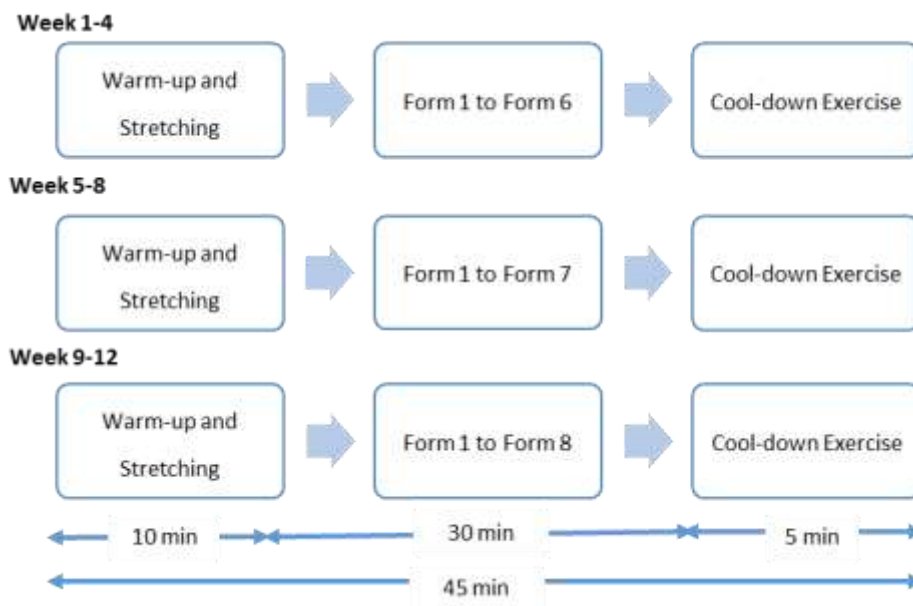 Week 1-4
Warm-up and
Stretching
Form 1 to Form 6
Cool-down Exercise
Week 5-8
Warm-up and
Stretching
Form 1 to Form 7
Cool-down Exercise
Week 9-12
Warm-up and
Stretching
Form 1 to Form 8
Cool-down Exercise
10 min
30 min
5 min
45 min